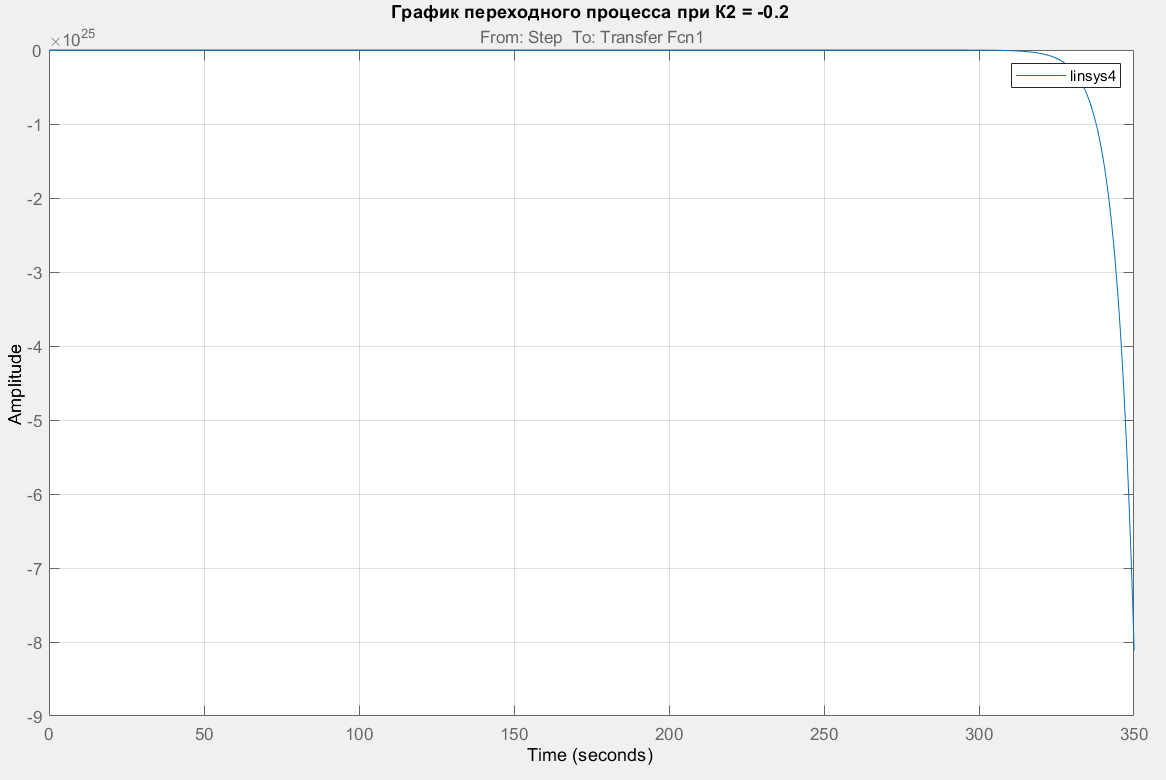 График переходного процесса при К2 = -0.2
From: Step To: Transfer Fcn1
×10²⁵
0
-1
-2
-3
-4
-5
-6
-7
-8
-9
Amplitude
linsys4
0 50 100 150 200 250 300 350
Time (seconds)